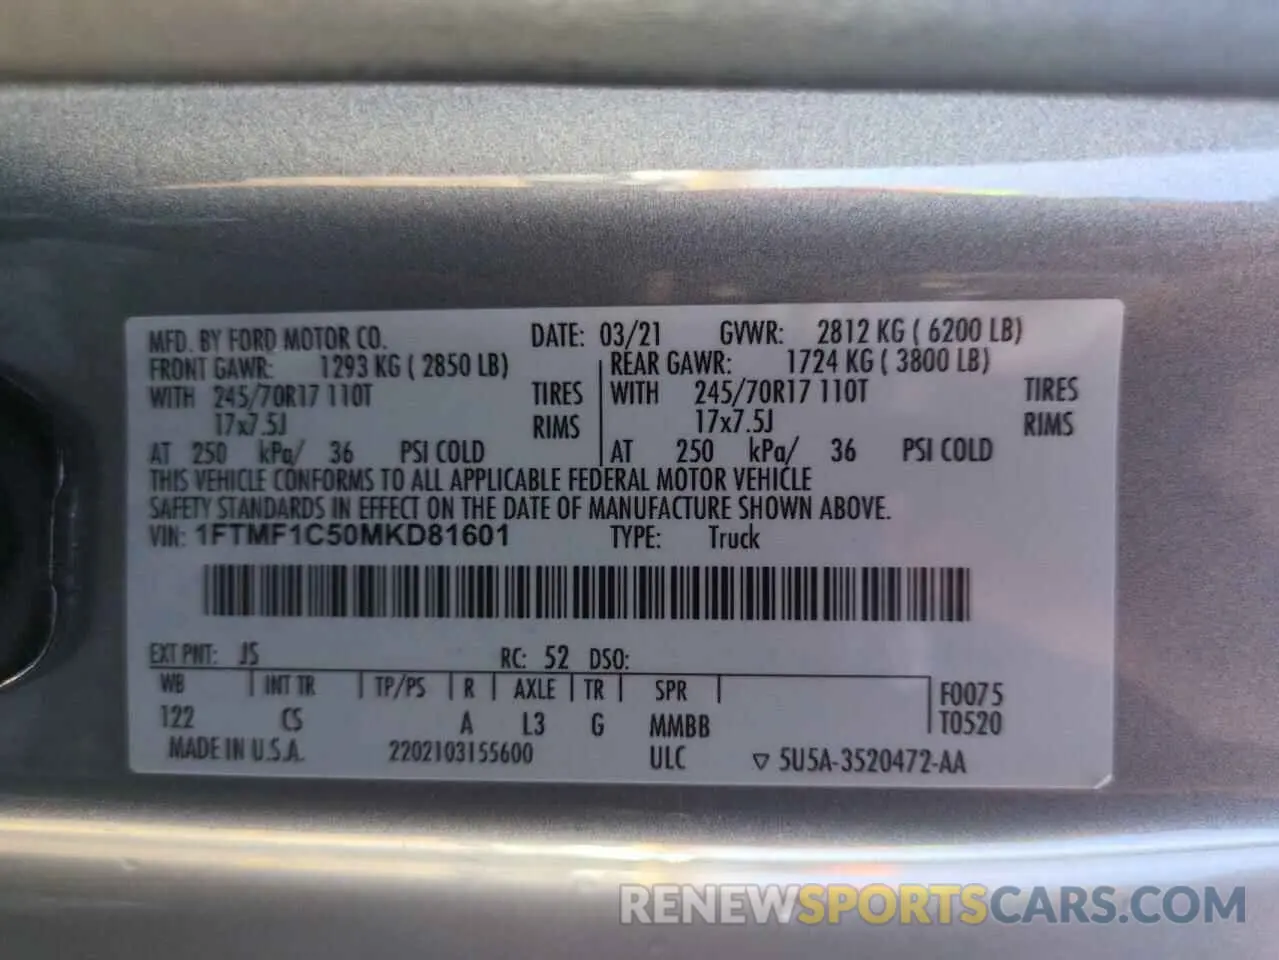 MFD. BY FORD MOTOR CO. DATE: 03/21 GVWR: 2812 KG ( 6200 LB)
FRONT GAWR: 1293 KG ( 2850 LB) REAR GAWR: 1724 KG ( 3800 LB)
WITH 245/70R17 110T TIRES WITH 245/70R17 110T TIRES
17x7.5J RIMS 17x7.5J RIMS
AT 250 kPa/ 36 PSI COLD AT 250 kPa/ 36 PSI COLD
THIS VEHICLE CONFORMS TO ALL APPLICABLE FEDERAL MOTOR VEHICLE
SAFETY STANDARDS IN EFFECT ON THE DATE OF MANUFACTURE SHOWN ABOVE.
VIN: 1FTMF1C50MKD81601 TYPE: Truck
EXT PNT: JS RC: 52 DSO:
WB INT TR TP/PS R AXLE TR SPR F0075
122 CS A L3 G MMBB T0520
MADE IN U.S.A. 2202103155600 ULC ▽ 5U5A-3520472-AA
RENEWSPORTSCARS.COM